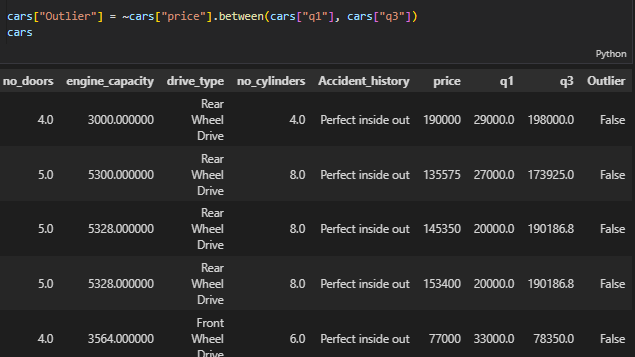 cars["Outlier"] = ~cars["price"].between(cars["q1"], cars["q3"])
cars
Python
no_doors engine_capacity drive_type no_cylinders Accident_history price q1 q3 Outlier
Rear
4.0 3000.000000 Wheel 4.0 Perfect inside out 190000 29000.0 198000.0 False
Drive
Rear
5.0 5300.000000 Wheel 8.0 Perfect inside out 135575 27000.0 173925.0 False
Drive
Rear
5.0 5328.000000 Wheel 8.0 Perfect inside out 145350 20000.0 190186.8 False
Drive
Rear
5.0 5328.000000 Wheel 8.0 Perfect inside out 153400 20000.0 190186.8 False
Drive
Front
4.0 3564.000000 Wheel 6.0 Perfect inside out 77000 33000.0 78350.0 False
Drive